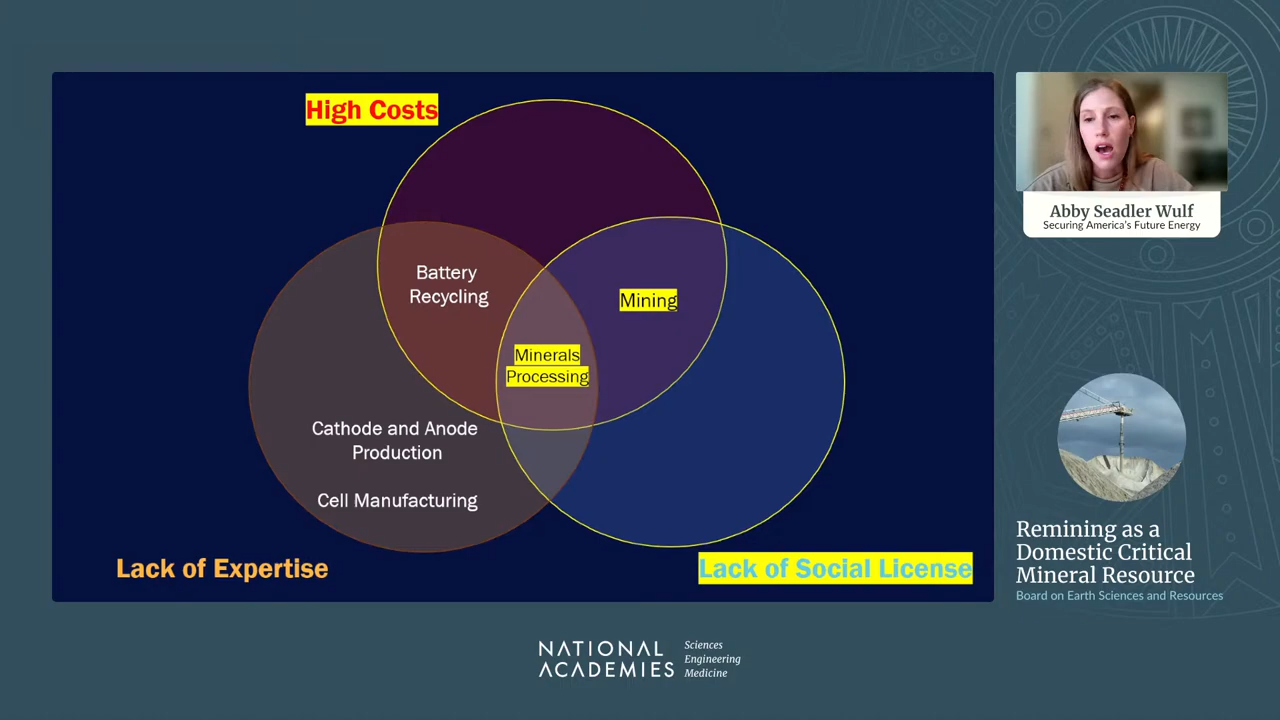 High Costs
Battery
Recycling
Mining
Minerals
Processing
Cathode and Anode
Production
Cell Manufacturing
Lack of Expertise
Lack of Social License
Abby Seadler Wulf
Securing America's Future Energy
Remining as a
Domestic Critical
Mineral Resource
Board on Earth Sciences and Resources
NATIONAL
ACADEMIES
Sciences
Engineering
Medicine